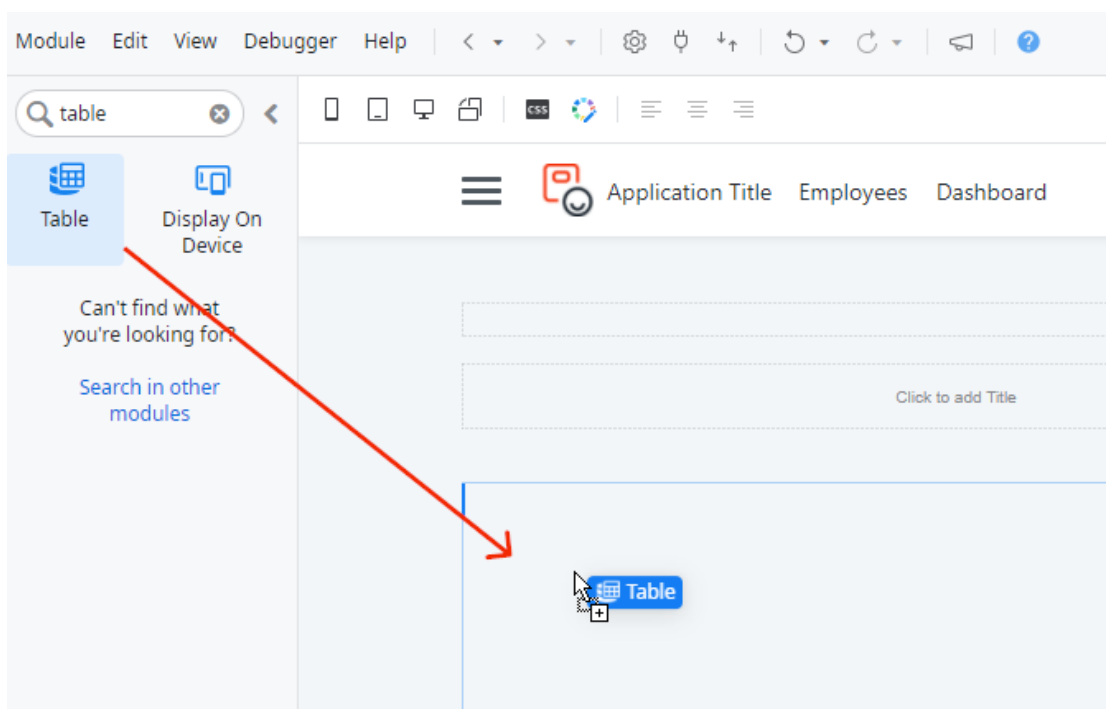 Module Edit View Debugger Help
table
CSS
Table
Display On
Device
Can't find what
you're looking for?
Search in other
modules
Application Title Employees Dashboard
Click to add Title
Table